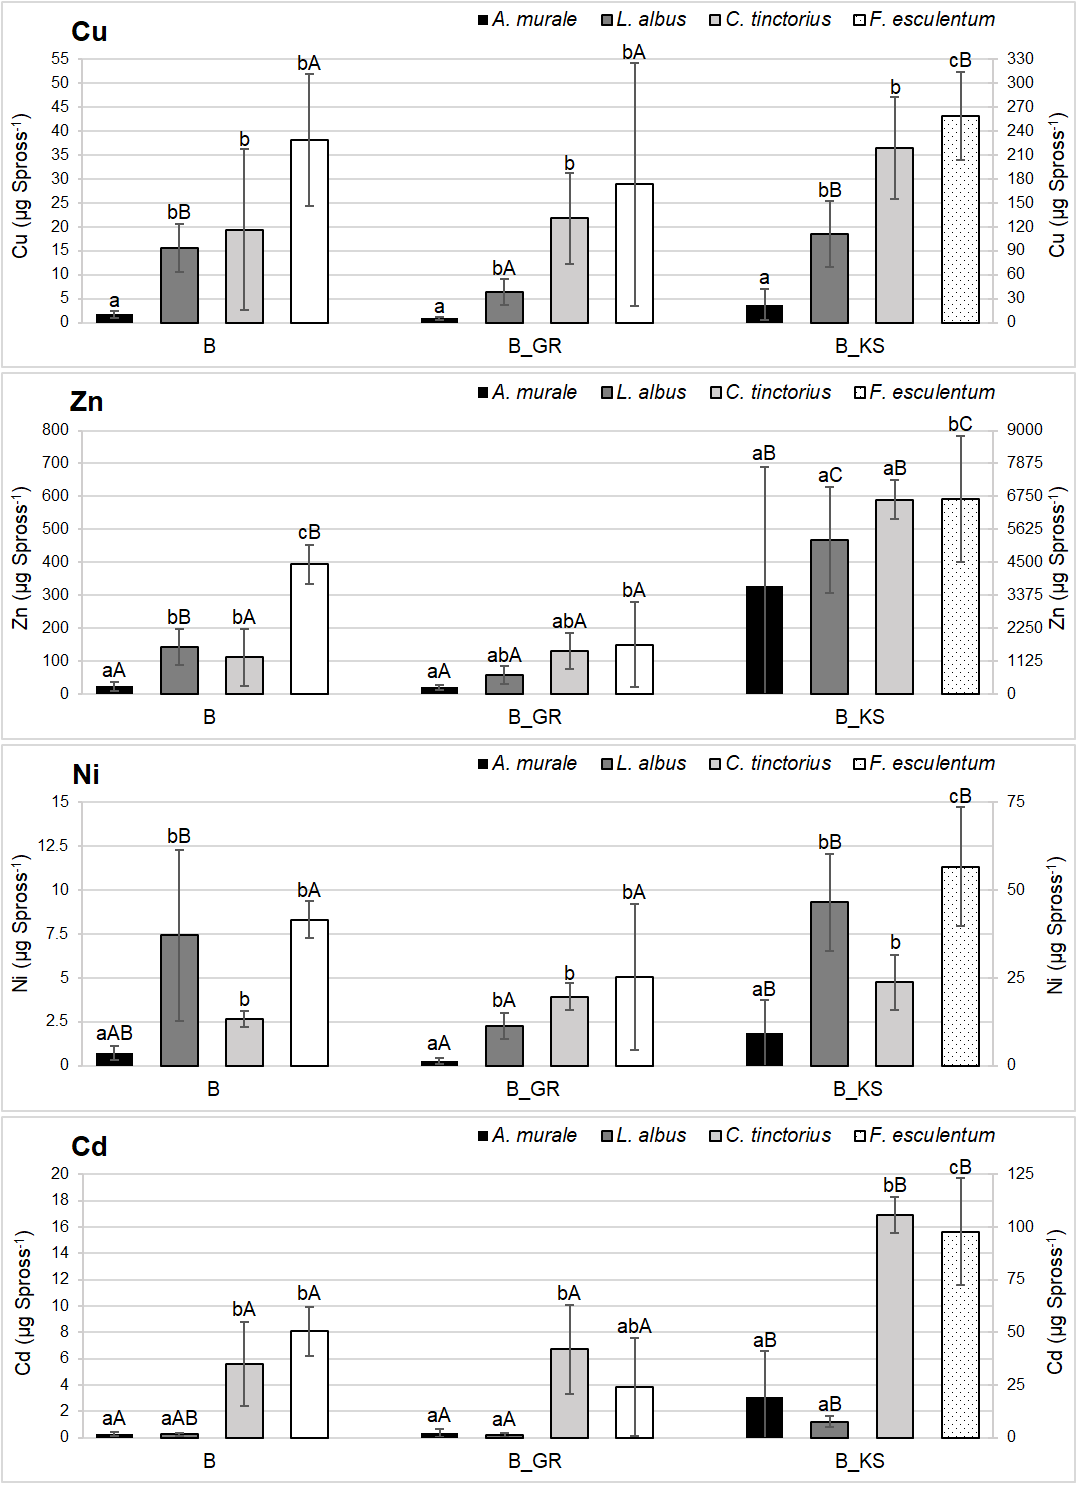 Cu
A. murale L. albus C. tinctorius F. esculentum
Cu (µg Spross⁻¹)
55 50 45 40 35 30 25 20 15 10 5 0
a bB b bA
a bA b bA
a bB b cB
330 300 270 240 210 180 150 120 90 60 30 0
Cu (µg Spross⁻¹)
B B_GR B_KS
Zn
A. murale L. albus C. tinctorius F. esculentum
Zn (µg Spross⁻¹)
800 700 600 500 400 300 200 100 0
aA bB bA cB
aA abA abA bA
aB aC aB bC
9000 7875 6750 5625 4500 3375 2250 1125 0
Zn (µg Spross⁻¹)
B B_GR B_KS
Ni
A. murale L. albus C. tinctorius F. esculentum
Ni (µg Spross⁻¹)
15 12.5 10 7.5 5 2.5 0
aAB bB b bA
aA bA b bA
aB bB b cB
75 50 25 0
Ni (µg Spross⁻¹)
B B_GR B_KS
Cd
A. murale L. albus C. tinctorius F. esculentum
Cd (µg Spross⁻¹)
20 18 16 14 12 10 8 6 4 2 0
aA aAB bA bA
aA aA bA abA
aB aB bB cB
125 100 75 50 25 0
Cd (µg Spross⁻¹)
B B_GR B_KS